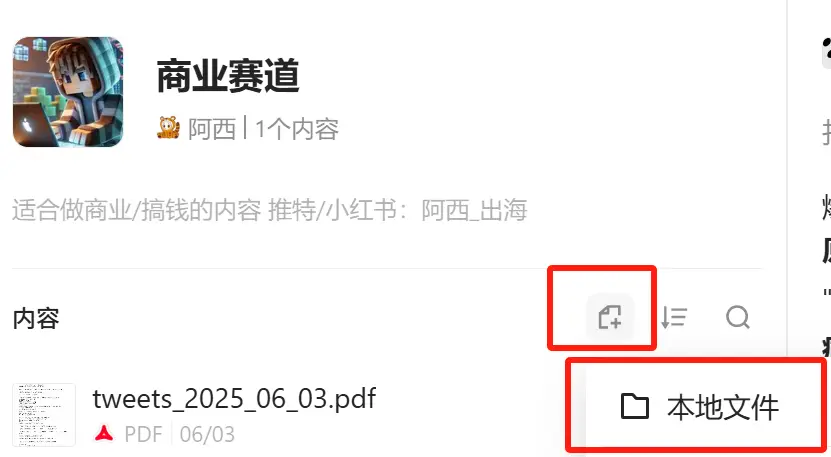 商业赛道
阿西 | 1个内容
适合做商业/搞钱的内容 推特/小红书：阿西_出海
内容
tweets_2025_06_03.pdf
PDF | 06/03
本地文件